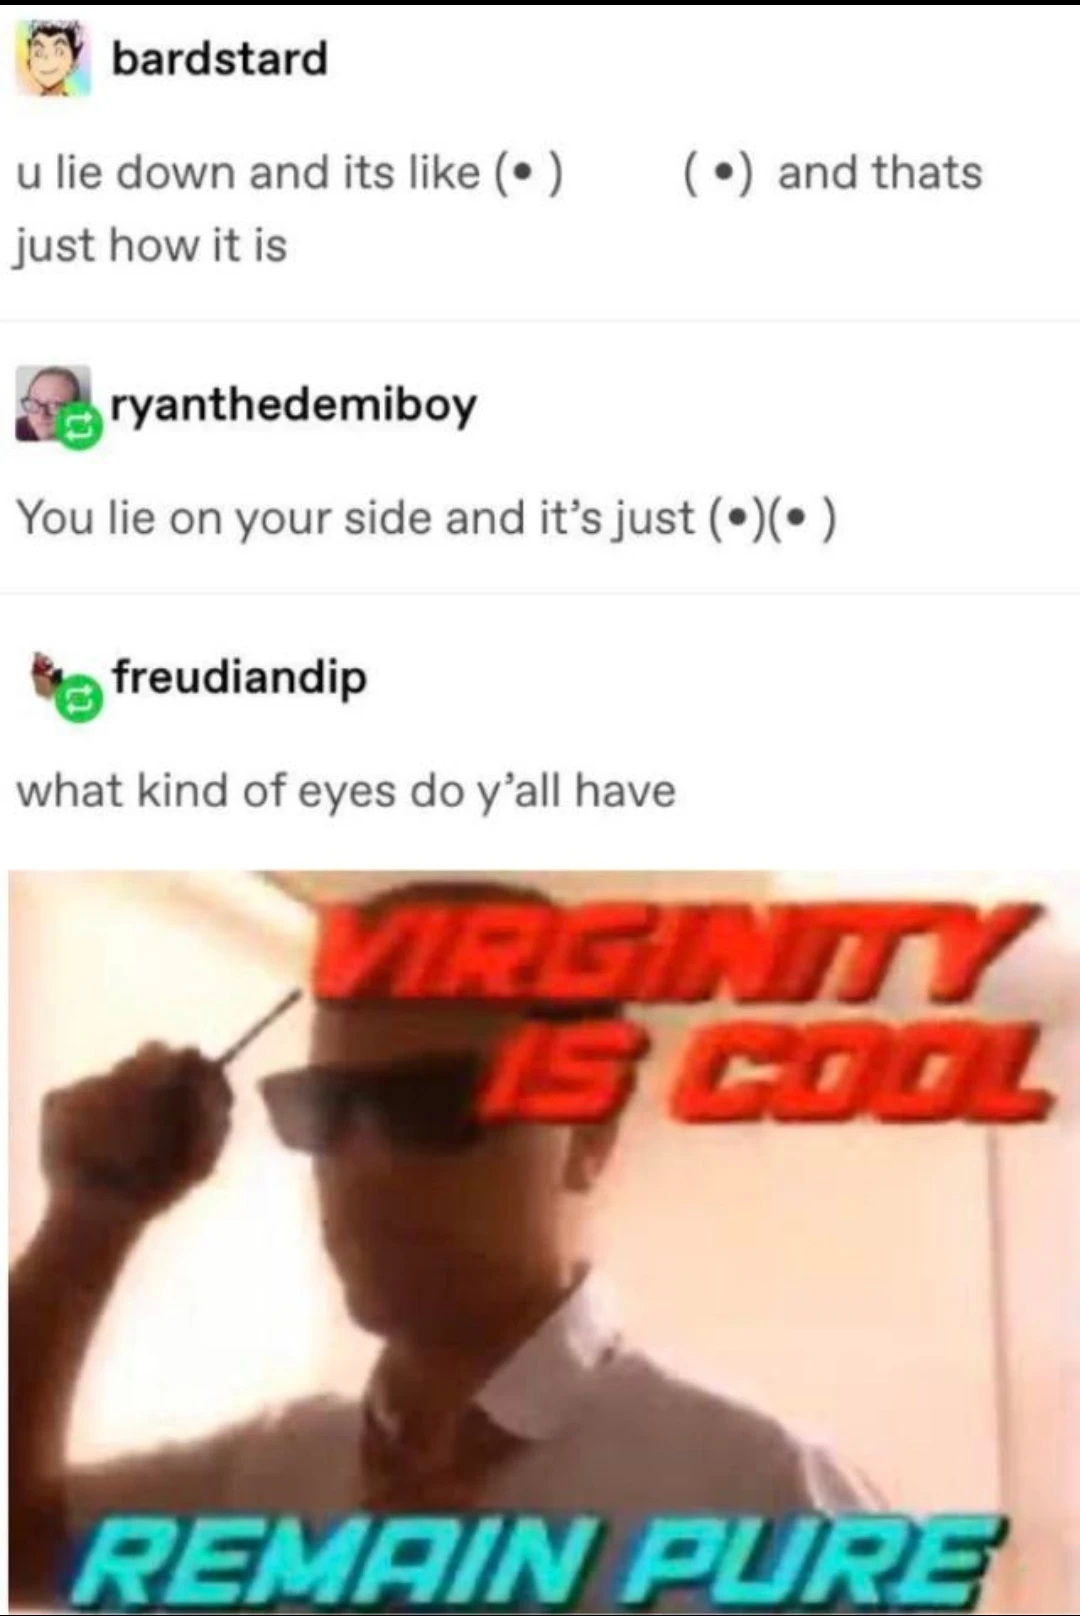 bardstard
u lie down and its like (• )        ( •) and thats
just how it is
ryanthedemiboy
You lie on your side and it’s just (•)(• )
freudiandip
what kind of eyes do y’all have
VIRGINITY
IS COOL
REMAIN PURE